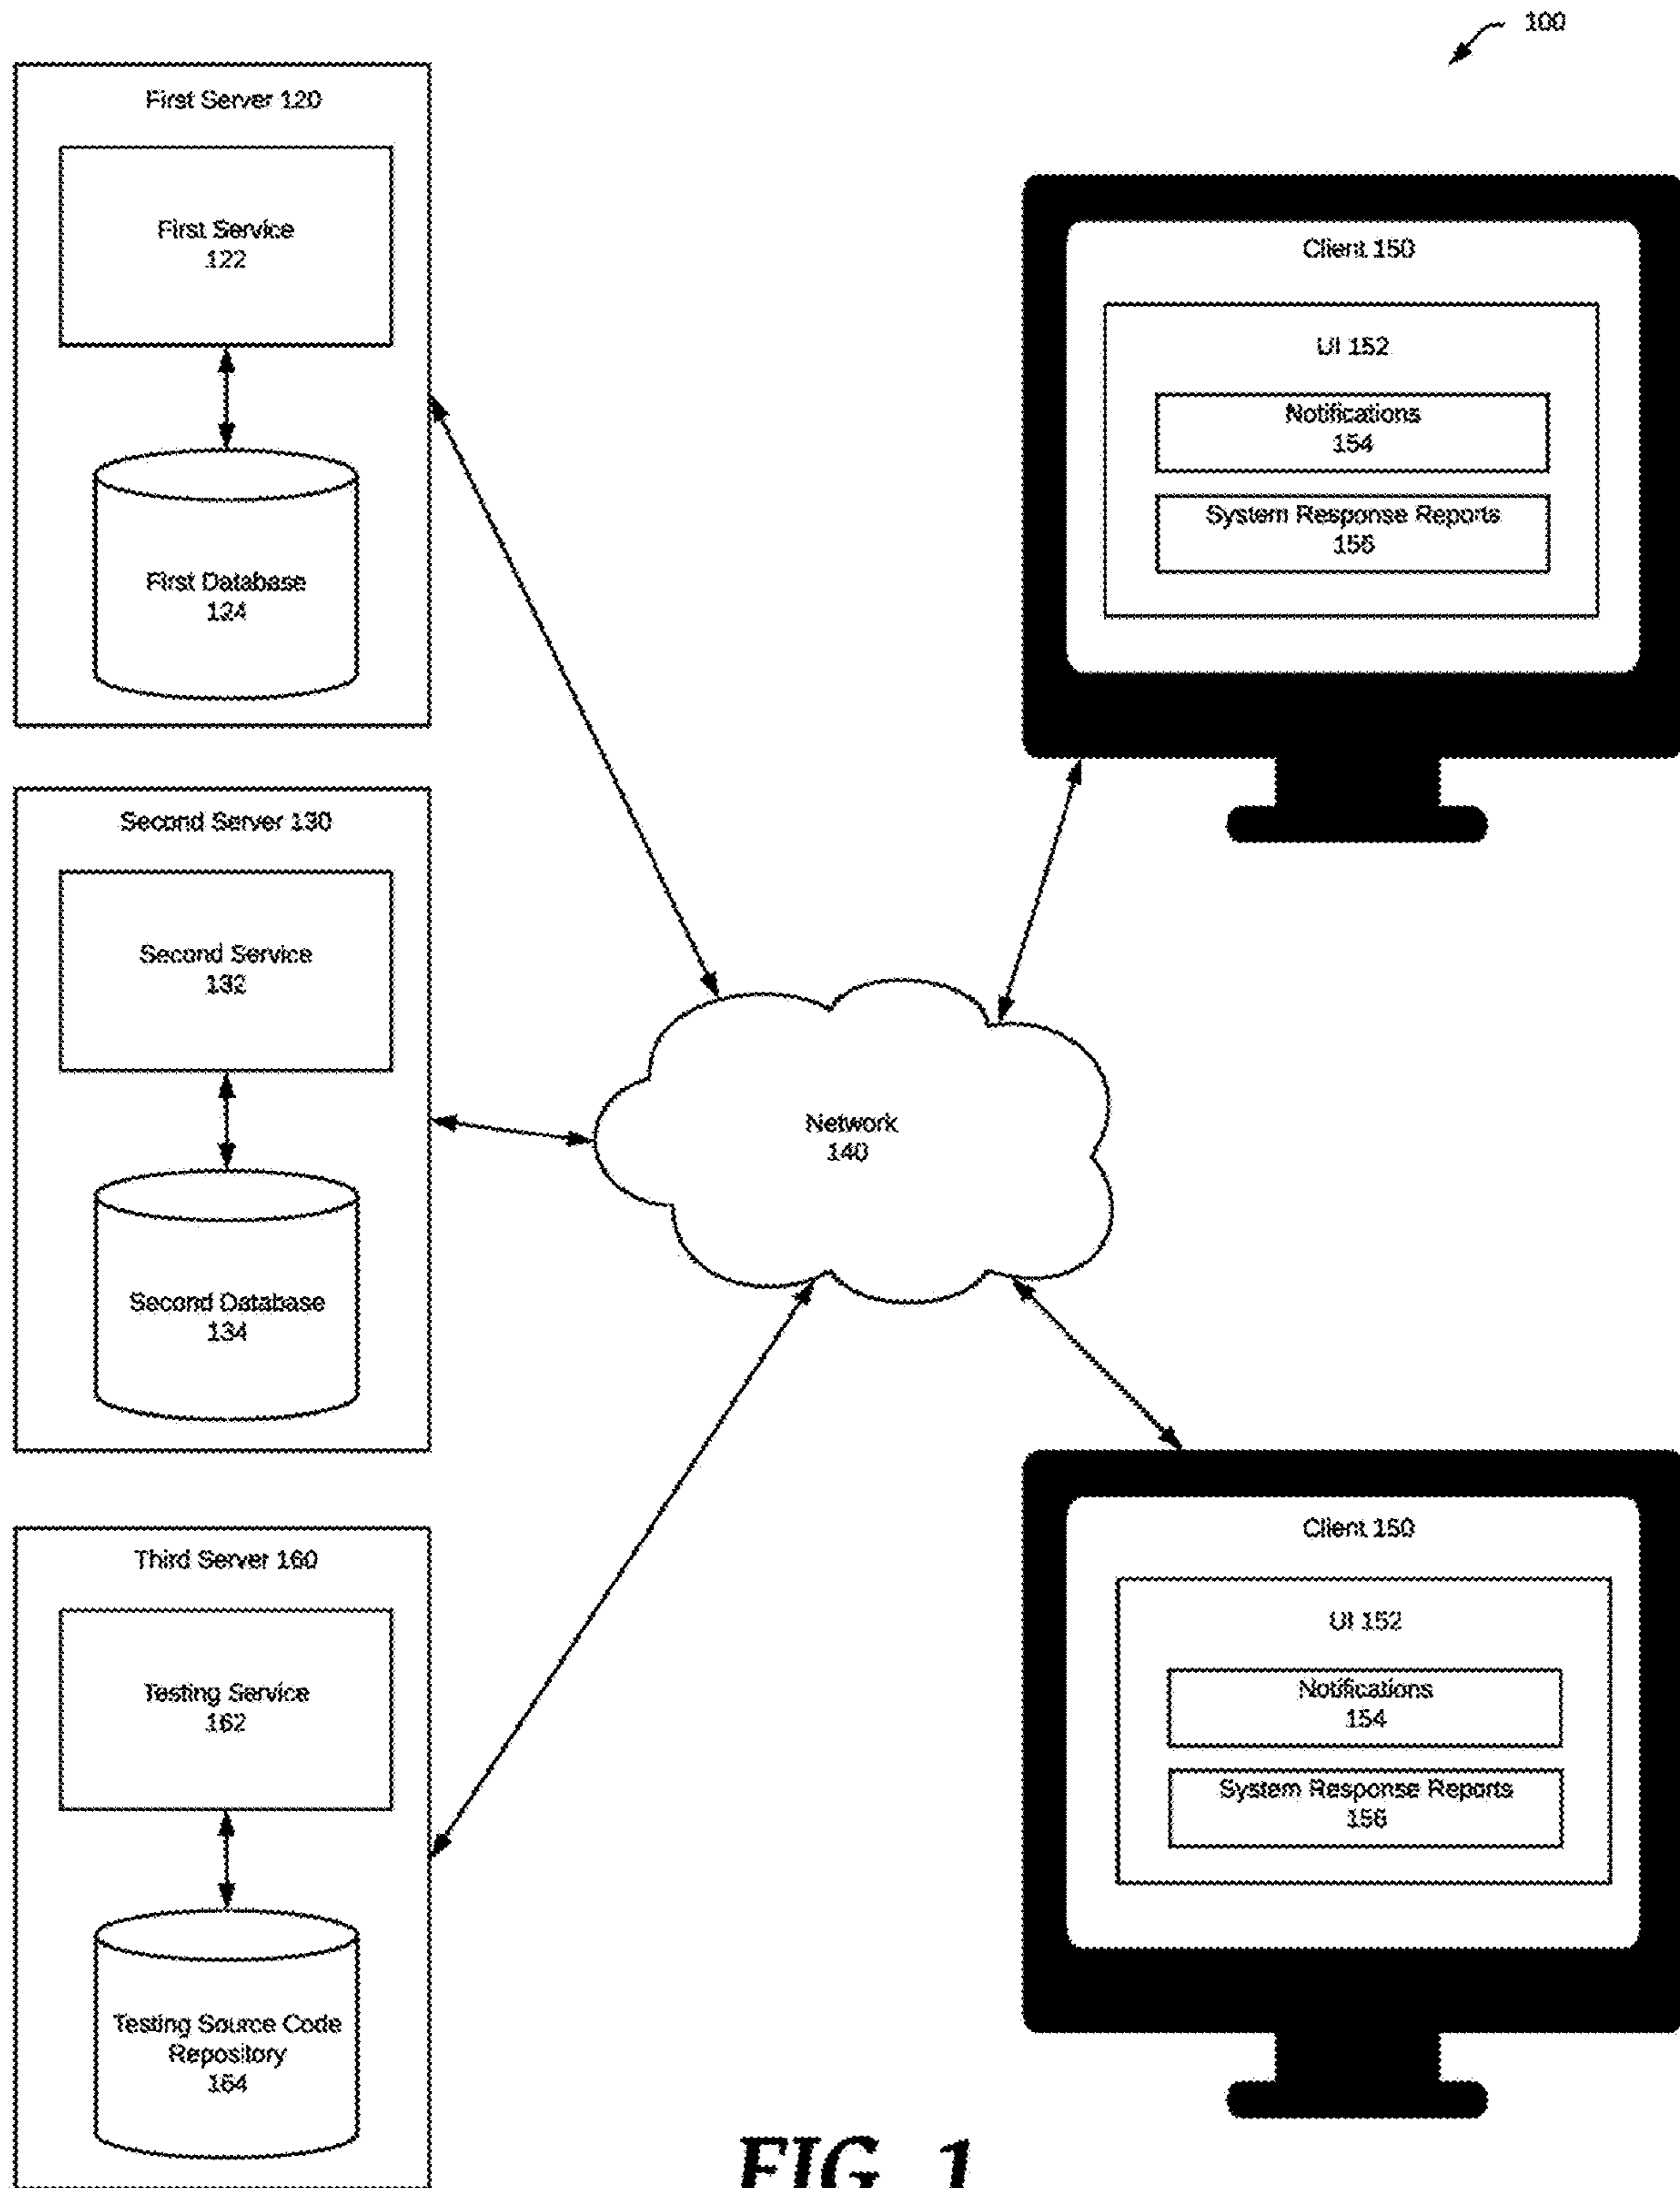 100
First Server 120
First Service
122
First Database
124
Second Server 130
Second Service
132
Second Database
134
Third Server 160
Testing Service
162
Testing Source Code
Repository
164
Network
140
Client 150
UI 152
Notifications
154
System Response Reports
156
Client 150
UI 152
Notifications
154
System Response Reports
156
FIG. 1